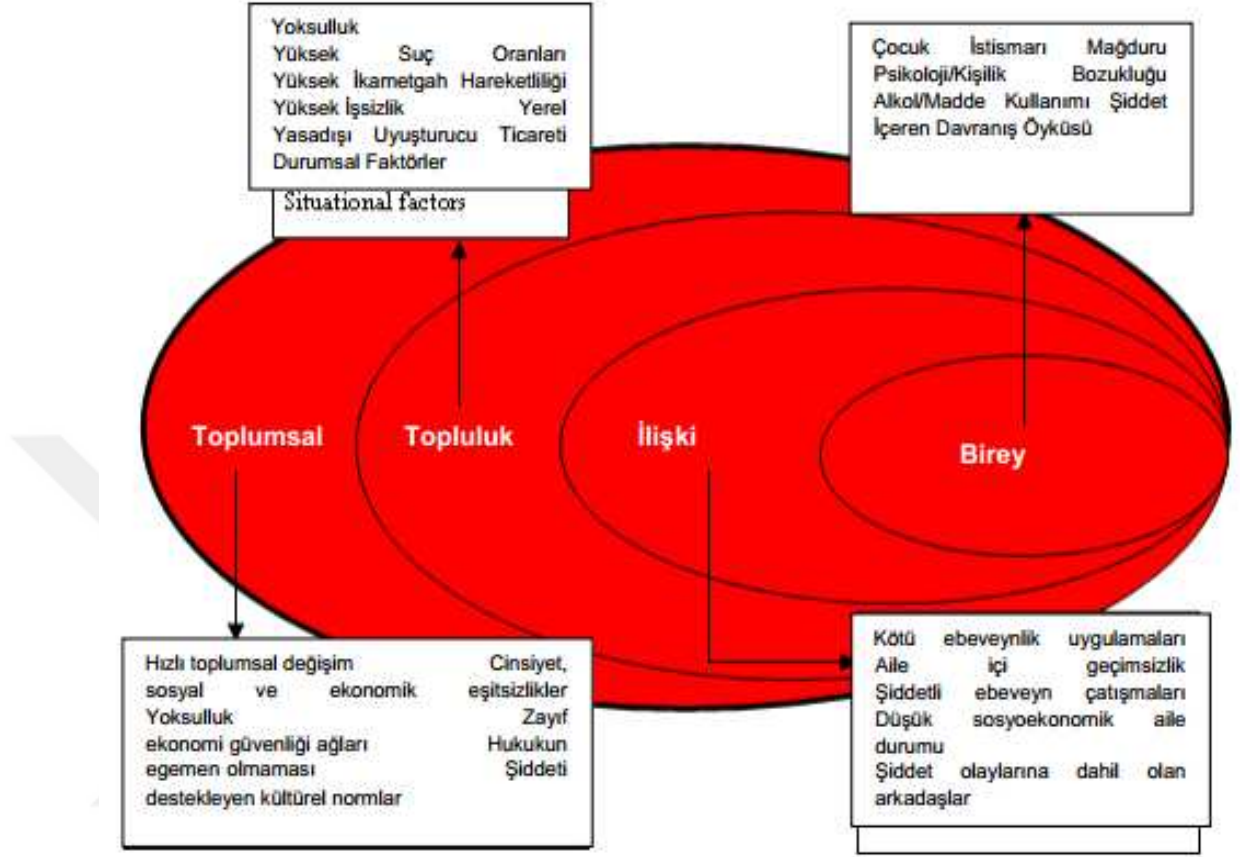 Yoksulluk
Yüksek Suç Oranları
Yüksek İkametgah Hareketliliği
Yüksek İşsizlik Yerel
Yasadışı Uyuşturucu Ticareti
Durumsal Faktörler
Situational factors
Çocuk İstismarı Mağduru
Psikoloji/Kişilik Bozukluğu
Alkol/Madde Kullanımı Şiddet
İçeren Davranış Öyküsü
Toplumsal
Topluluk
İlişki
Birey
Hızlı toplumsal değişim Cinsiyet,
sosyal ve ekonomik eşitsizlikler
Yoksulluk Zayıf
ekonomi güvenliği ağları Hukukun
egemen olmaması Şiddeti
destekleyen kültürel normlar
Kötü ebeveynlik uygulamaları
Aile içi geçimsizlik
Şiddetli ebeveyn çatışmaları
Düşük sosyoekonomik aile
durumu
Şiddet olaylarına dahil olan
arkadaşlar